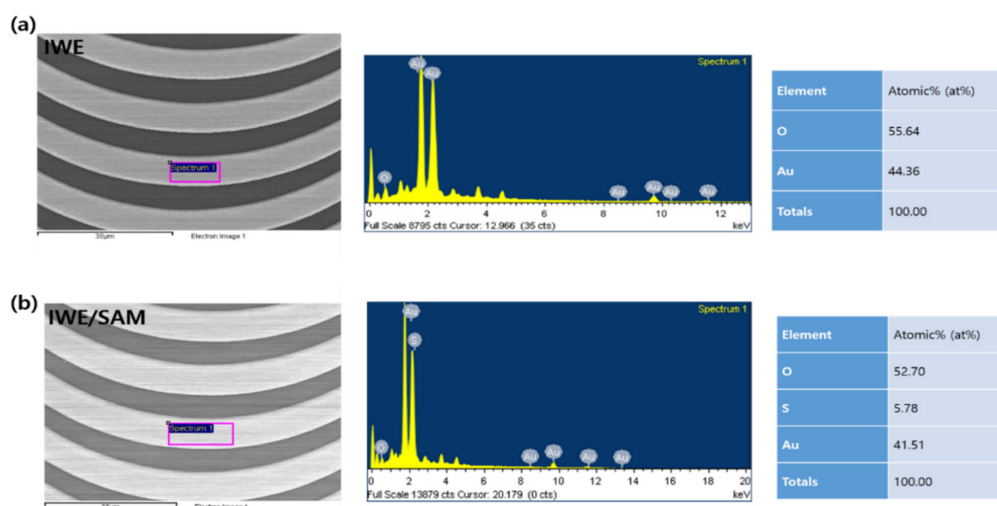 (a)
IWE
Spectrum 1
30µm
Electron Image 1
Spectrum 1
Au
Au
O
Au
Au
Au
Au
0 2 4 6 8 10 12
Full Scale 8795 cts Cursor: 12.966 (35 cts)
keV
Element Atomic% (at%)
O 55.64
Au 44.36
Totals 100.00
(b)
IWE/SAM
Spectrum 1
Spectrum 1
Au
S
O
Au
Au
Au
Au
0 2 4 6 8 10 12 14 16 18 20
Full Scale 13879 cts Cursor: 20.179 (0 cts)
keV
Element Atomic% (at%)
O 52.70
S 5.78
Au 41.51
Totals 100.00